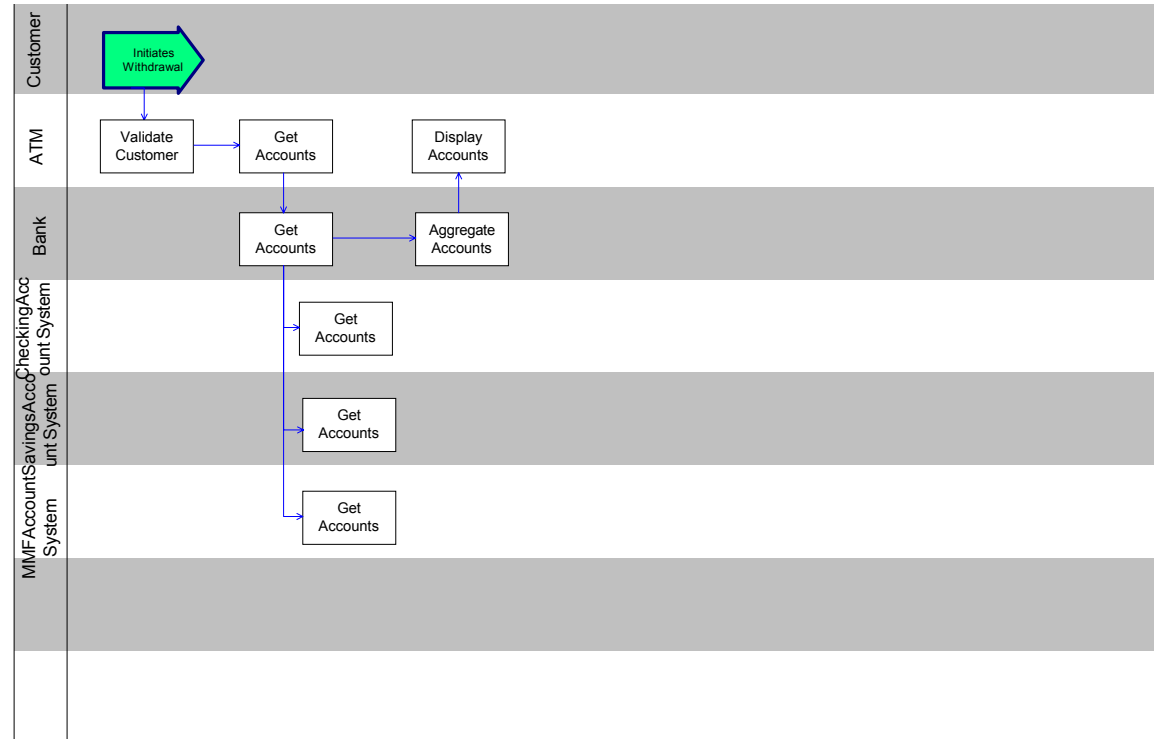 Customer
Initiates
Withdrawal
ATM
Validate
Customer
Get
Accounts
Display
Accounts
Bank
Get
Accounts
Aggregate
Accounts
CheckingAcc
ount System
Get
Accounts
SavingsAcco
unt System
Get
Accounts
MMFAccount
System
Get
Accounts